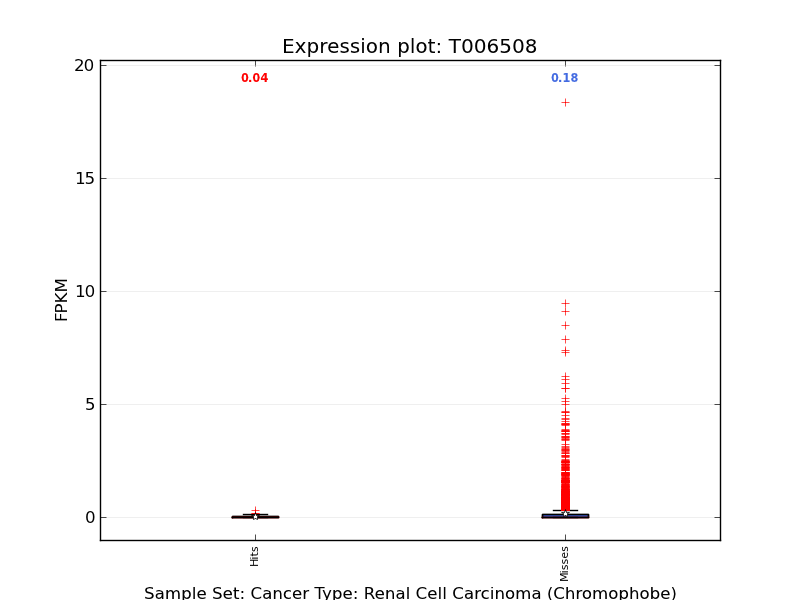 Expression plot: T006508
20
0.04
0.18
15
10
5
0
FPKM
Hits
Misses
Sample Set: Cancer Type: Renal Cell Carcinoma (Chromophobe)